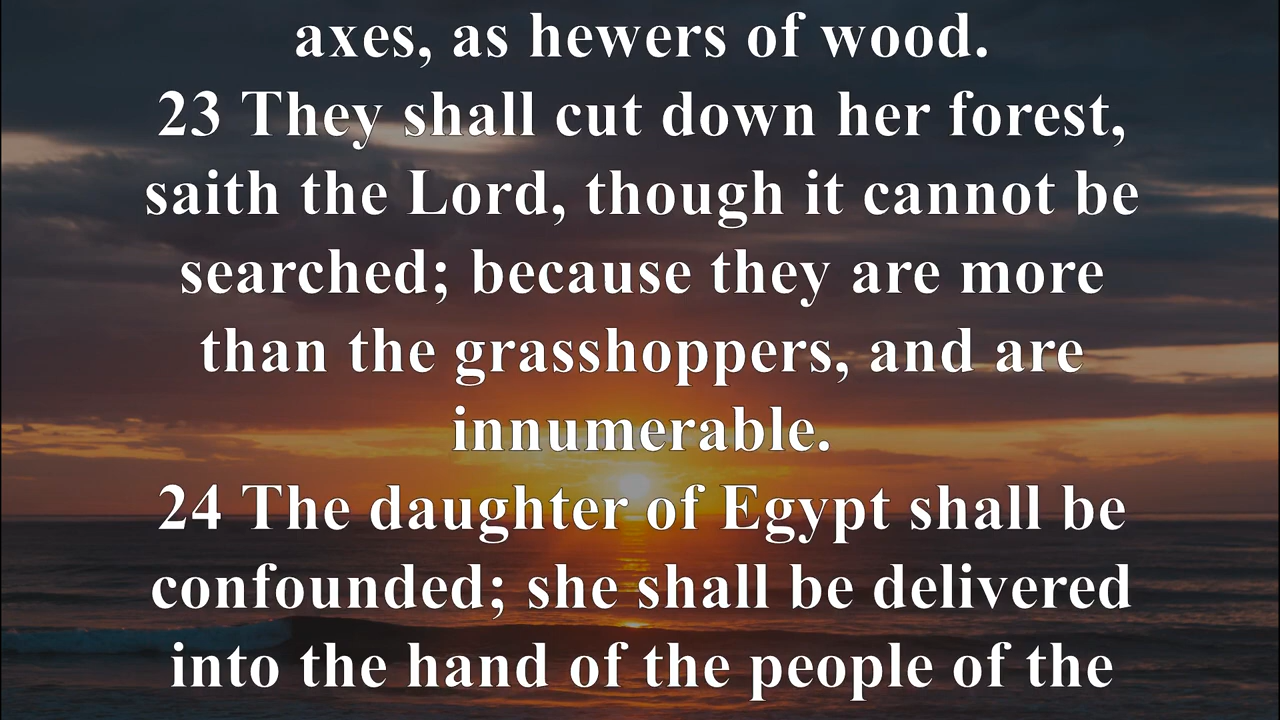 axes, as hewers of wood.
23 They shall cut down her forest,
saith the Lord, though it cannot be
searched; because they are more
than the grasshoppers, and are
innumerable.
24 The daughter of Egypt shall be
confounded; she shall be delivered
into the hand of the people of the